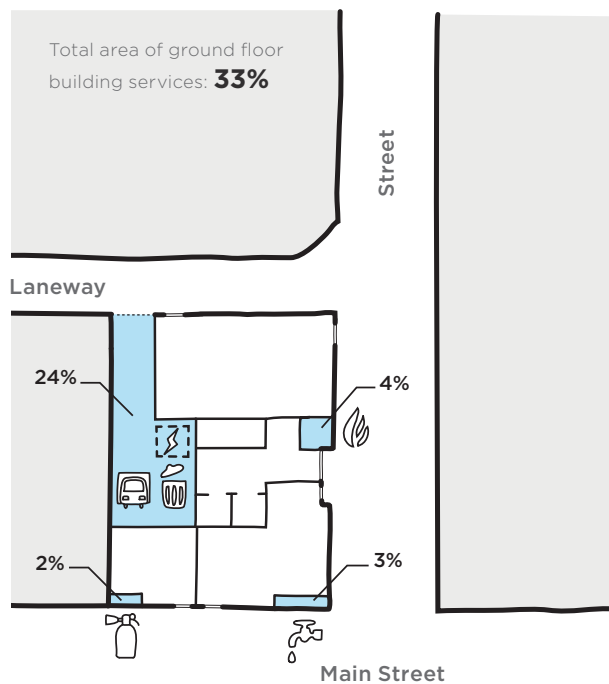 Total area of ground floor
building services: 33%
Street
Laneway
24%
4%
2%
3%
Main Street